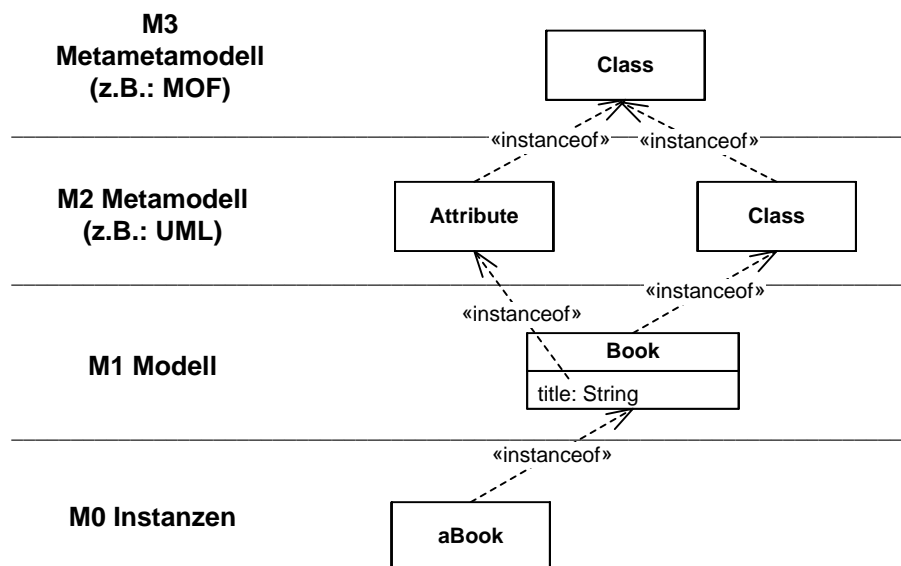 M3
Metametamodell
(z.B.: MOF)
Class
«instanceof» «instanceof»
M2 Metamodell
(z.B.: UML)
Attribute
Class
«instanceof»
«instanceof»
M1 Modell
Book
title: String
«instanceof»
M0 Instanzen
aBook